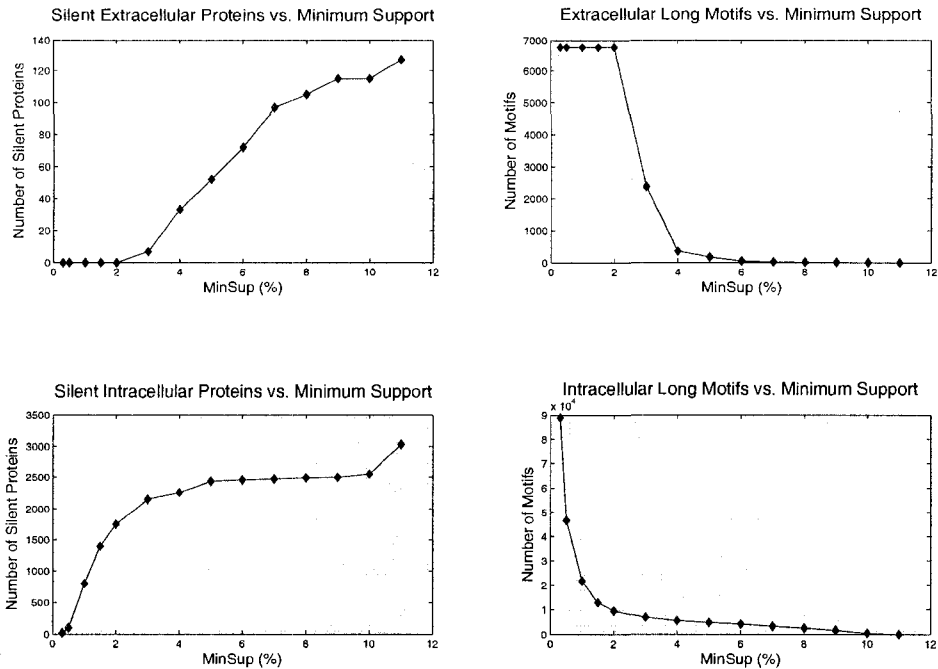 Silent Extracellular Proteins vs. Minimum Support
140
120
100
80
60
40
20
0
Number of Silent Proteins
0 2 4 6 8 10 12
MinSup (%)
Extracellular Long Motifs vs. Minimum Support
7000
6000
5000
4000
3000
2000
1000
0
Number of Motifs
0 2 4 6 8 10 12
MinSup (%)
Silent Intracellular Proteins vs. Minimum Support
3500
3000
2500
2000
1500
1000
500
0
Number of Silent Proteins
0 2 4 6 8 10 12
MinSup (%)
Intracellular Long Motifs vs. Minimum Support
x 10^4
9
8
7
6
5
4
3
2
1
0
Number of Motifs
0 2 4 6 8 10 12
MinSup (%)